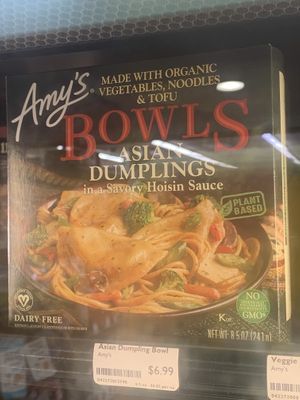 Amy's®
MADE WITH ORGANIC
VEGETABLES, NOODLES
& TOFU
BOWLS
ASIAN
DUMPLINGS
in a Savory Hoisin Sauce
PLANT
BASED
DAIRY FREE
NO
GMOs
K
NET WT. 8.5 OZ (241g)
Asian Dumpling Bowl
Amy's
$6.99
Veggie
Amy's